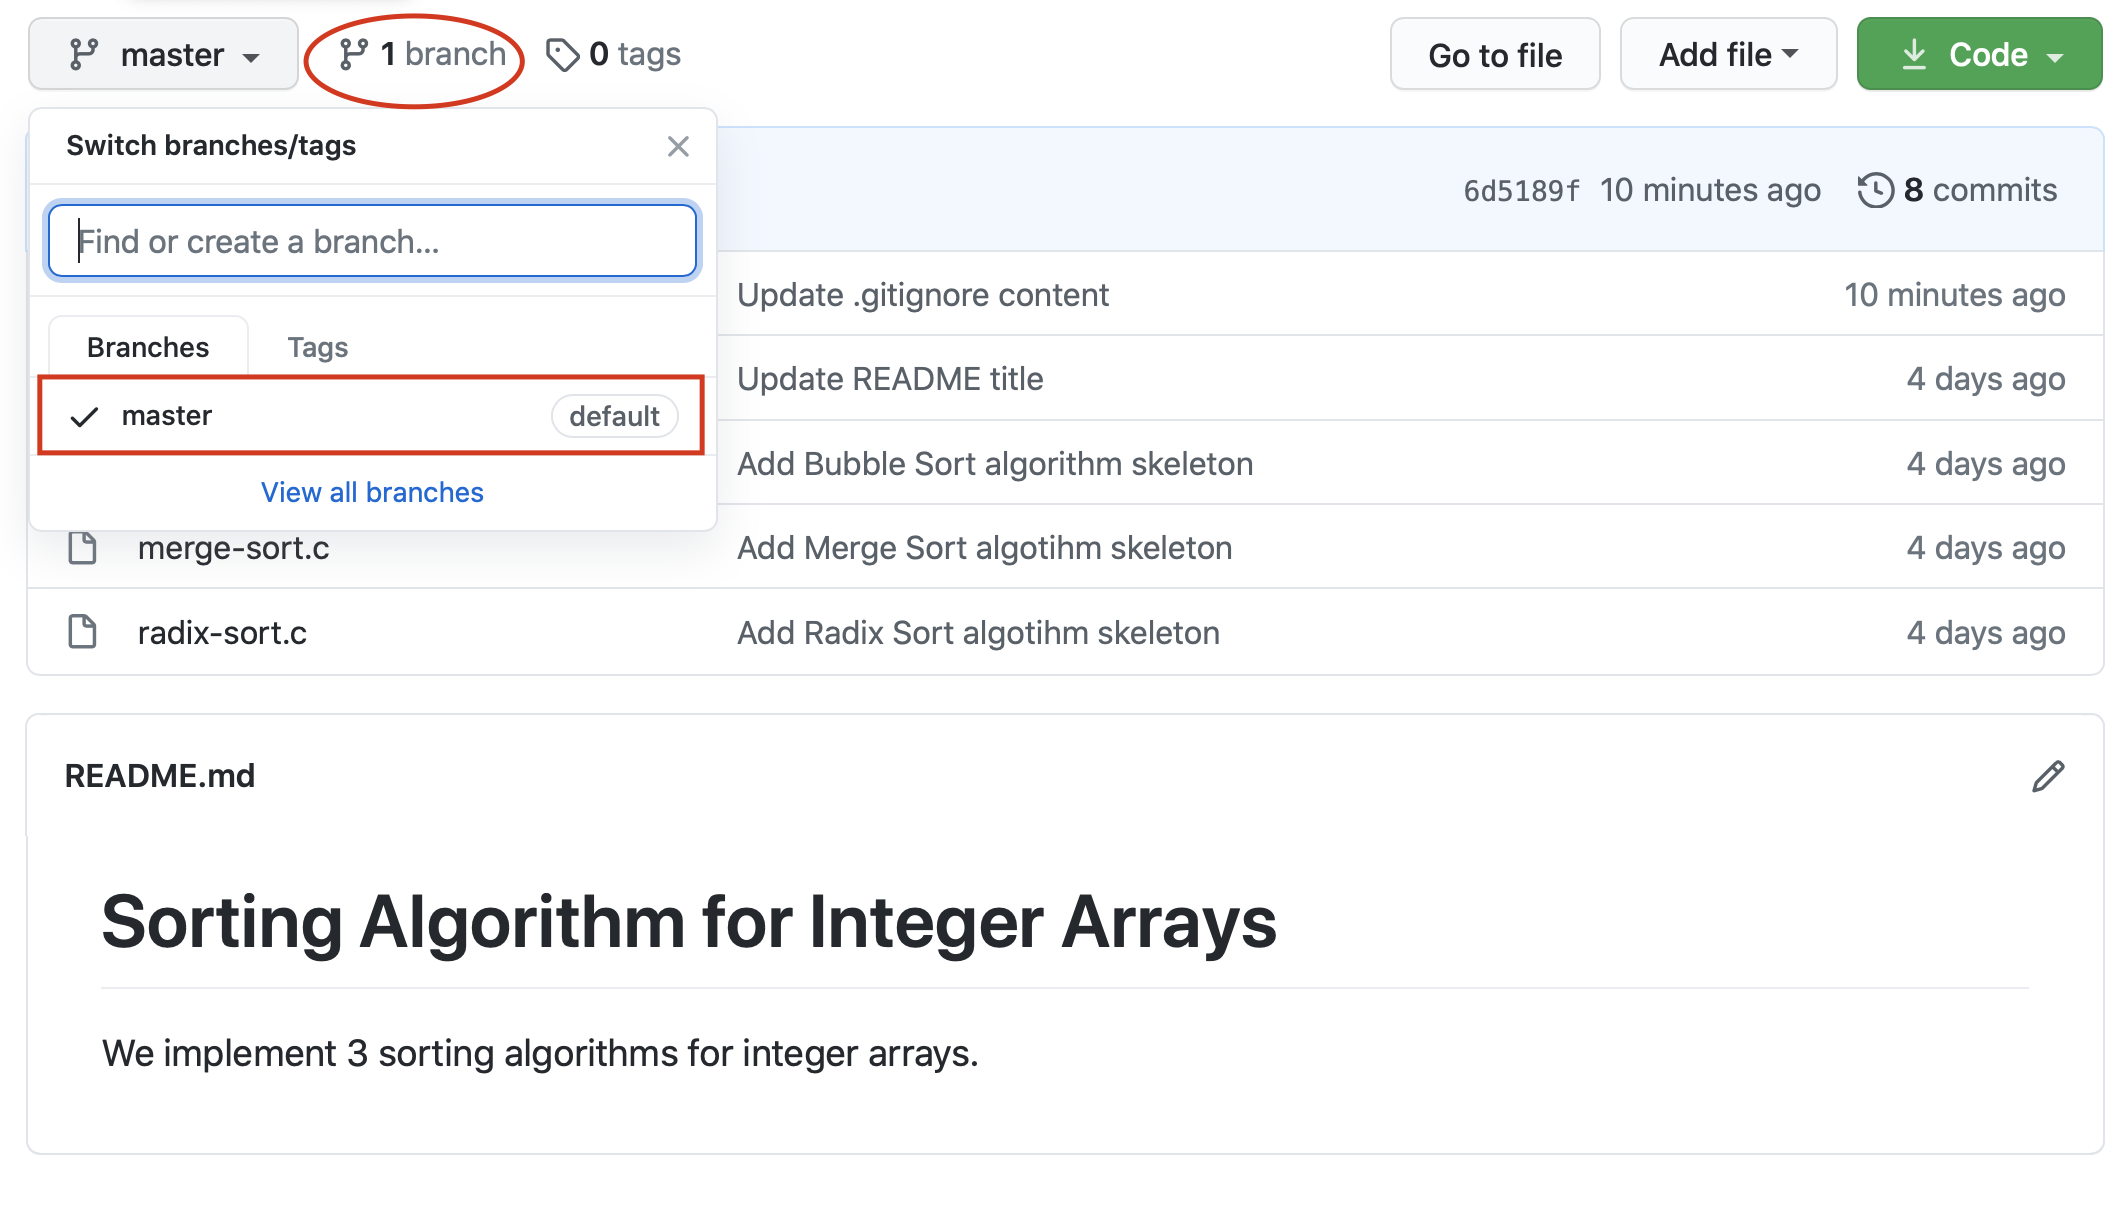 master 1 branch 0 tags Go to file Add file Code
Switch branches/tags
6d5189f 10 minutes ago 8 commits
Find or create a branch...
Update .gitignore content 10 minutes ago
Branches Tags
Update README title 4 days ago
master default
Add Bubble Sort algorithm skeleton 4 days ago
View all branches
merge-sort.c Add Merge Sort algotihm skeleton 4 days ago
radix-sort.c Add Radix Sort algotihm skeleton 4 days ago
README.md
Sorting Algorithm for Integer Arrays
We implement 3 sorting algorithms for integer arrays.